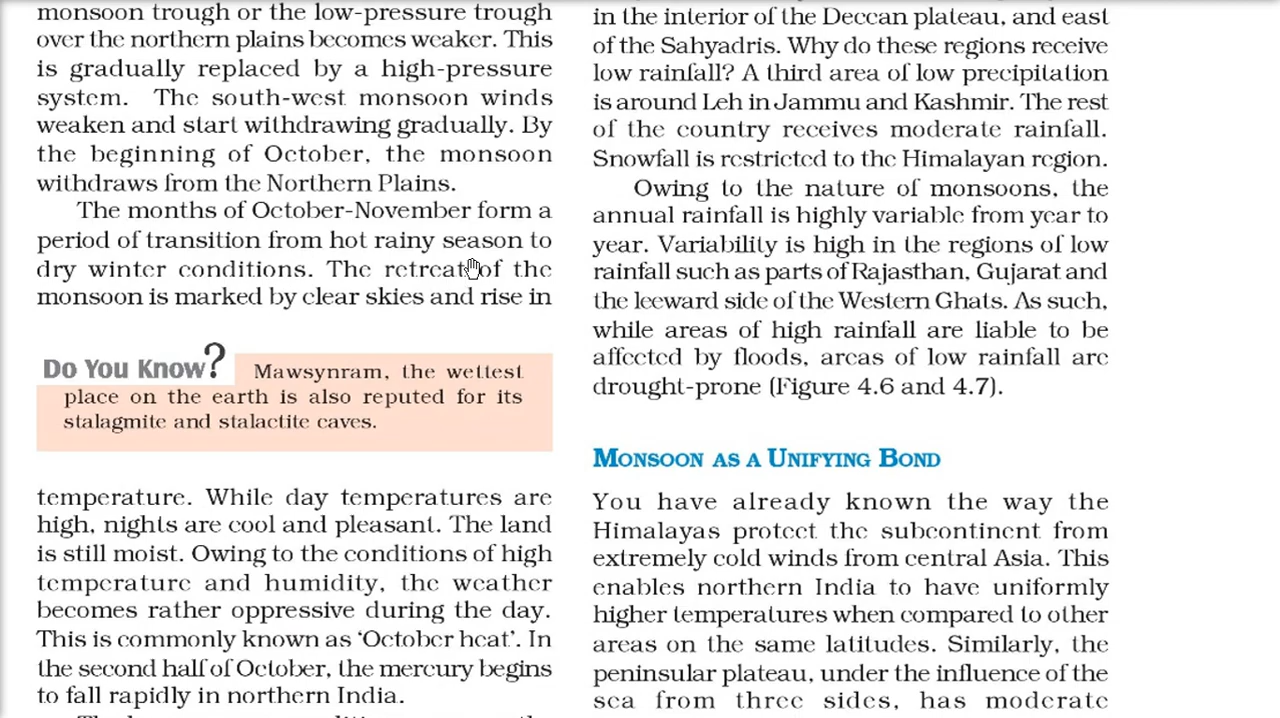 monsoon trough or the low-pressure trough
over the northern plains becomes weaker. This
is gradually replaced by a high-pressure
system. The south-west monsoon winds
weaken and start withdrawing gradually. By
the beginning of October, the monsoon
withdraws from the Northern Plains.
The months of October-November form a
period of transition from hot rainy season to
dry winter conditions. The retreat of the
monsoon is marked by clear skies and rise in
Do You Know? Mawsynram, the wettest
place on the earth is also reputed for its
stalagmite and stalactite caves.
temperature. While day temperatures are
high, nights are cool and pleasant. The land
is still moist. Owing to the conditions of high
temperature and humidity, the weather
becomes rather oppressive during the day.
This is commonly known as ‘October heat’. In
the second half of October, the mercury begins
to fall rapidly in northern India.
in the interior of the Deccan plateau, and east
of the Sahyadris. Why do these regions receive
low rainfall? A third area of low precipitation
is around Leh in Jammu and Kashmir. The rest
of the country receives moderate rainfall.
Snowfall is restricted to the Himalayan region.
Owing to the nature of monsoons, the
annual rainfall is highly variable from year to
year. Variability is high in the regions of low
rainfall such as parts of Rajasthan, Gujarat and
the leeward side of the Western Ghats. As such,
while areas of high rainfall are liable to be
affected by floods, areas of low rainfall are
drought-prone (Figure 4.6 and 4.7).
MONSOON AS A UNIFYING BOND
You have already known the way the
Himalayas protect the subcontinent from
extremely cold winds from central Asia. This
enables northern India to have uniformly
higher temperatures when compared to other
areas on the same latitudes. Similarly, the
peninsular plateau, under the influence of the
sea from three sides, has moderate